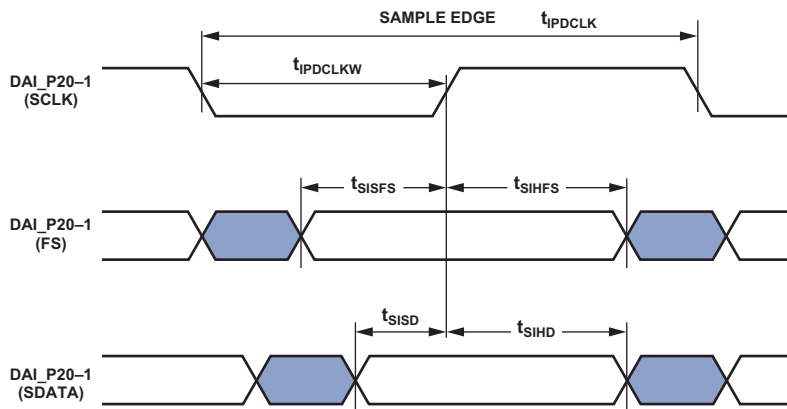 SAMPLE EDGE
tIPDCLK
tIPDCLKW
DAI_P20–1
(SCLK)
tSISFS
tSIHFS
DAI_P20–1
(FS)
tSISD
tSIHD
DAI_P20–1
(SDATA)